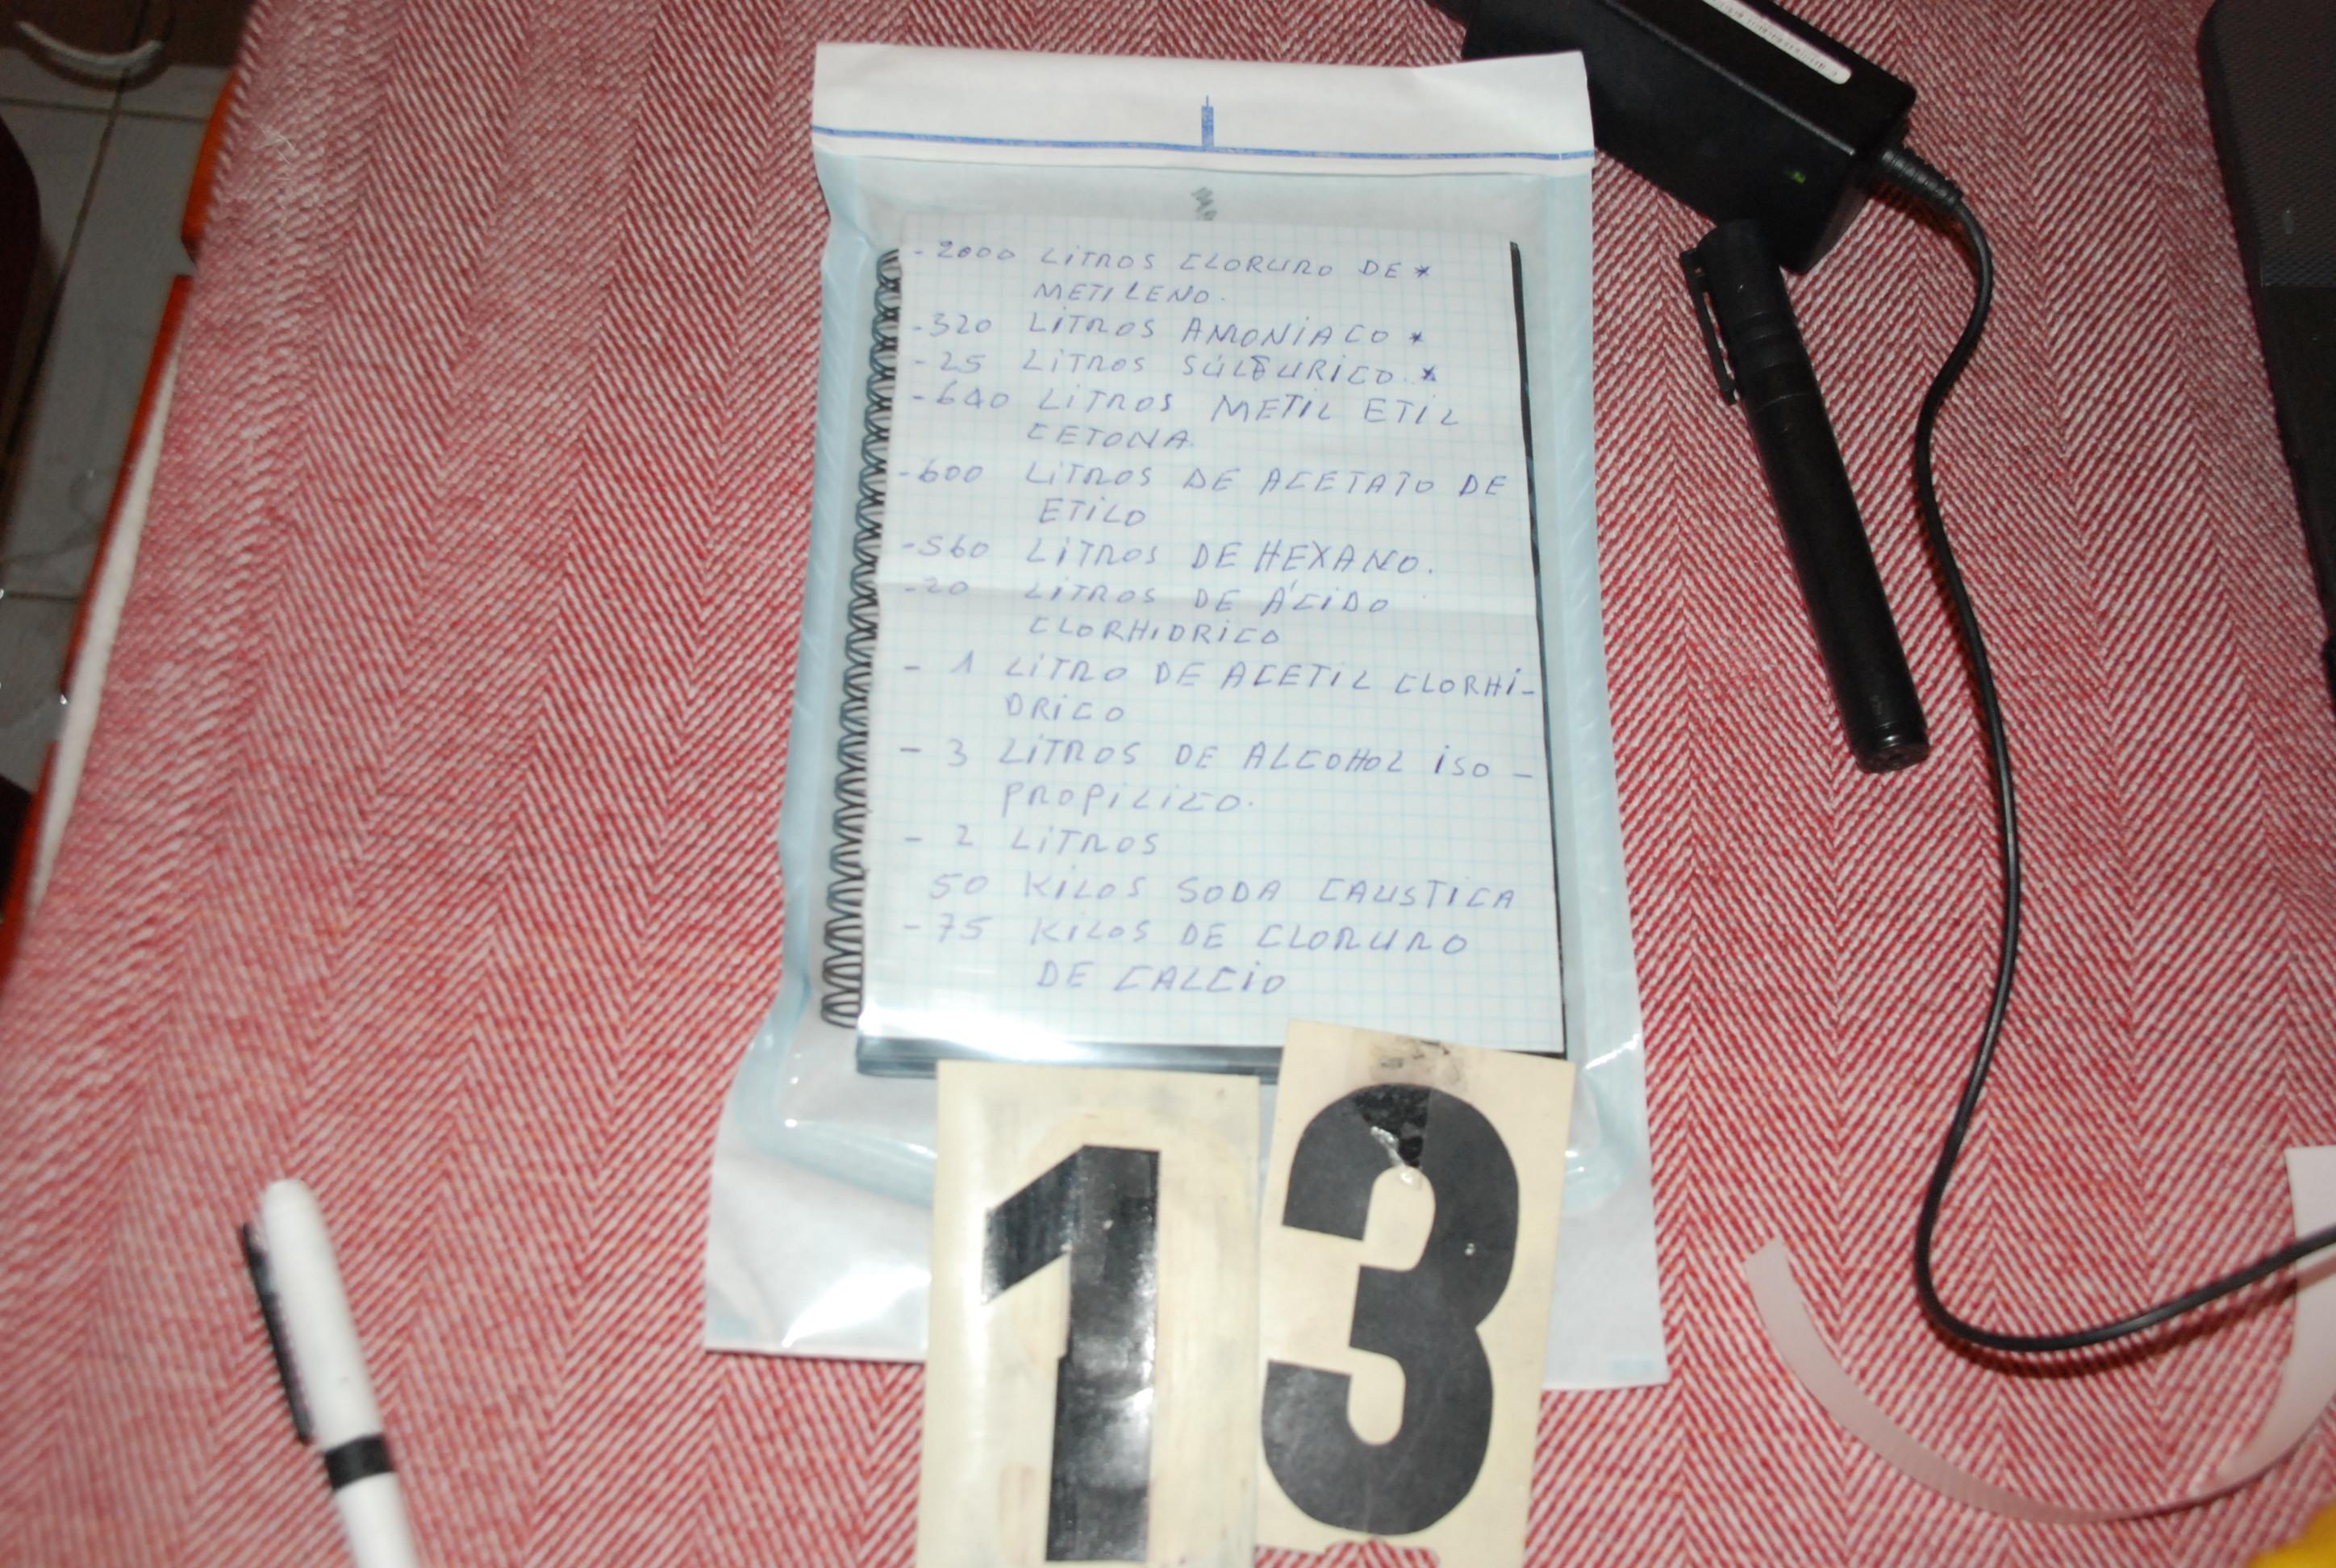 - 2000 LITROS CLORURO DE *
METILENO.
- 320 LITROS AMONIACO *
- 25 LITROS SÚLFURICO. *
- 640 LITROS METIL ETIL
CETONA
- 600 LITROS DE ACETATO DE
ETILO
- 560 LITROS DE HEXANO.
- 20 LITROS DE ÁCIDO
CLORHIDRICO
- 1 LITRO DE ACETIL CLORHI-
DRICO
- 3 LITROS DE ALCOHOL ISO-
PROPILICO.
- 2 LITROS
50 KILOS SODA CAUSTICA
- 75 KILOS DE CLORURO
DE CALCIO
13